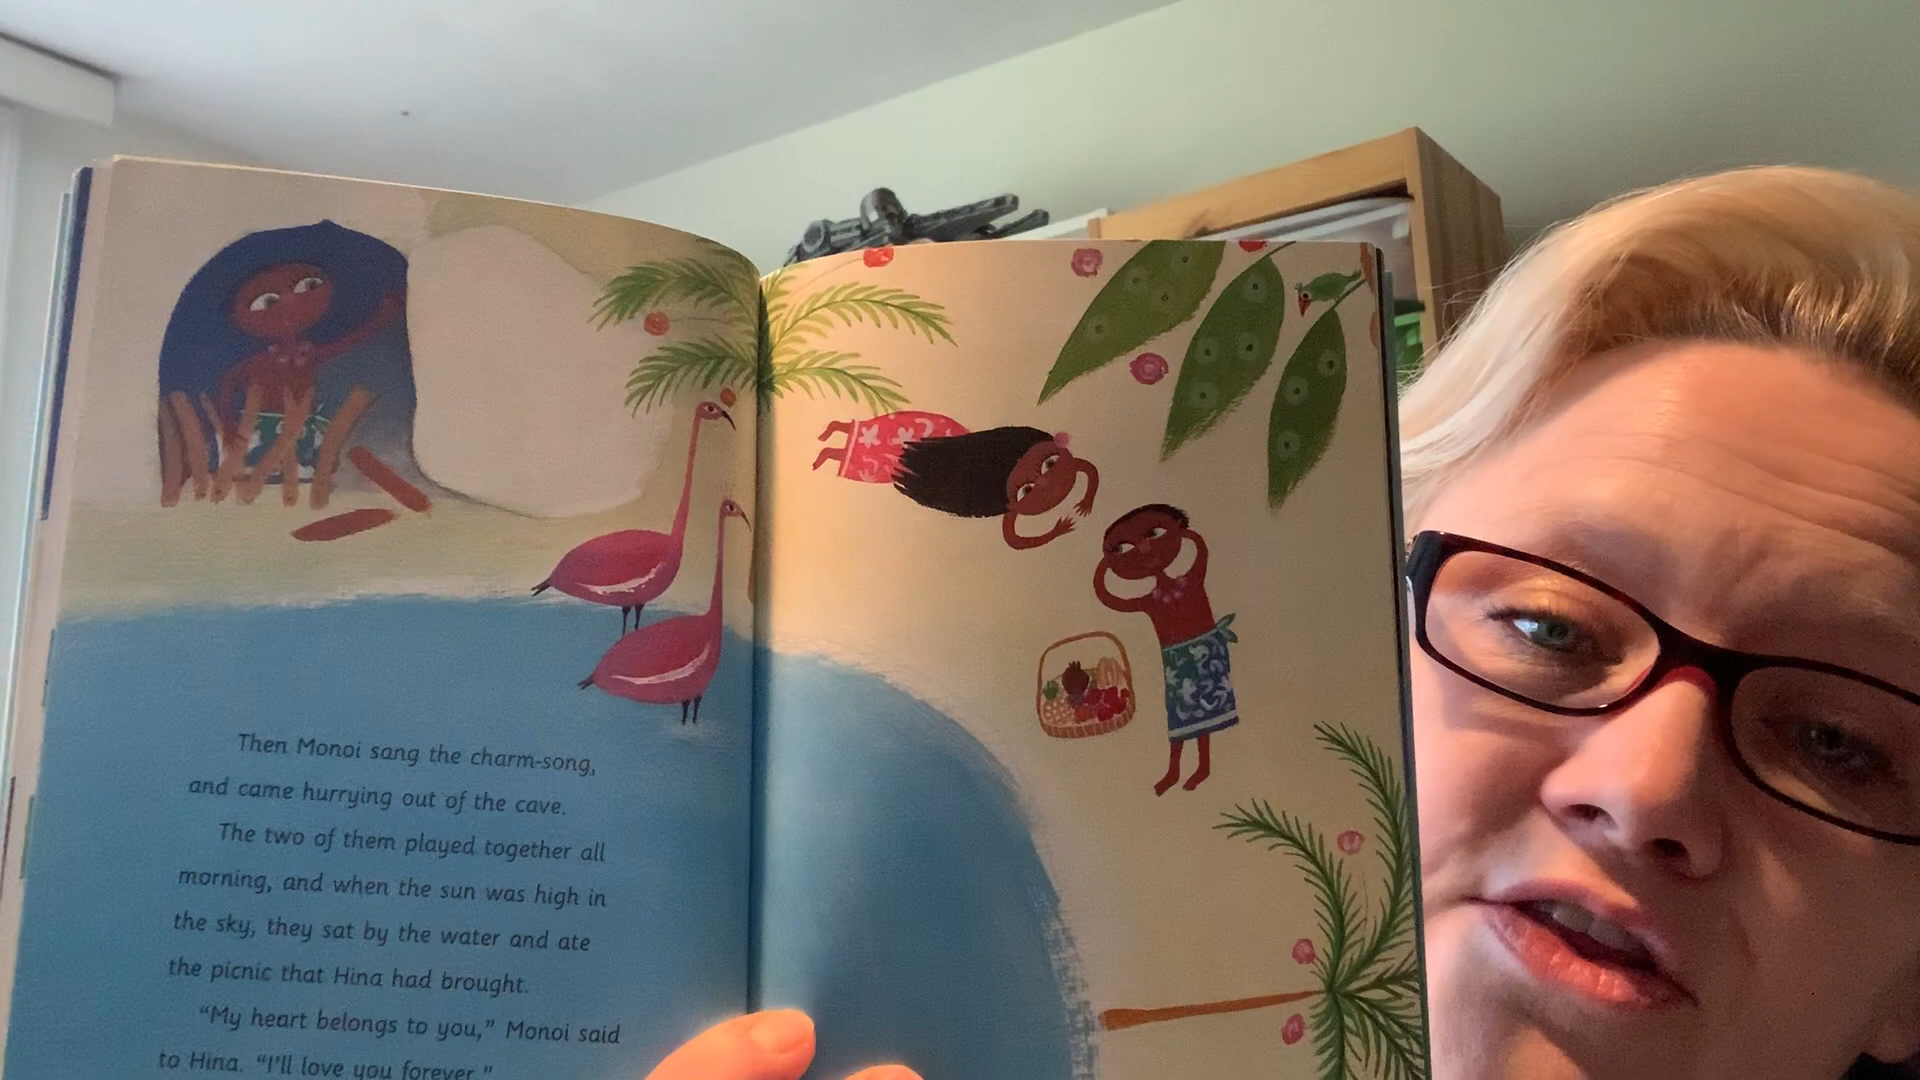 Then Monoi sang the charm-song,
and came hurrying out of the cave.
The two of them played together all
morning, and when the sun was high in
the sky, they sat by the water and ate
the picnic that Hina had brought.
“My heart belongs to you,” Monoi said
to Hina. “I’ll love you forever.”